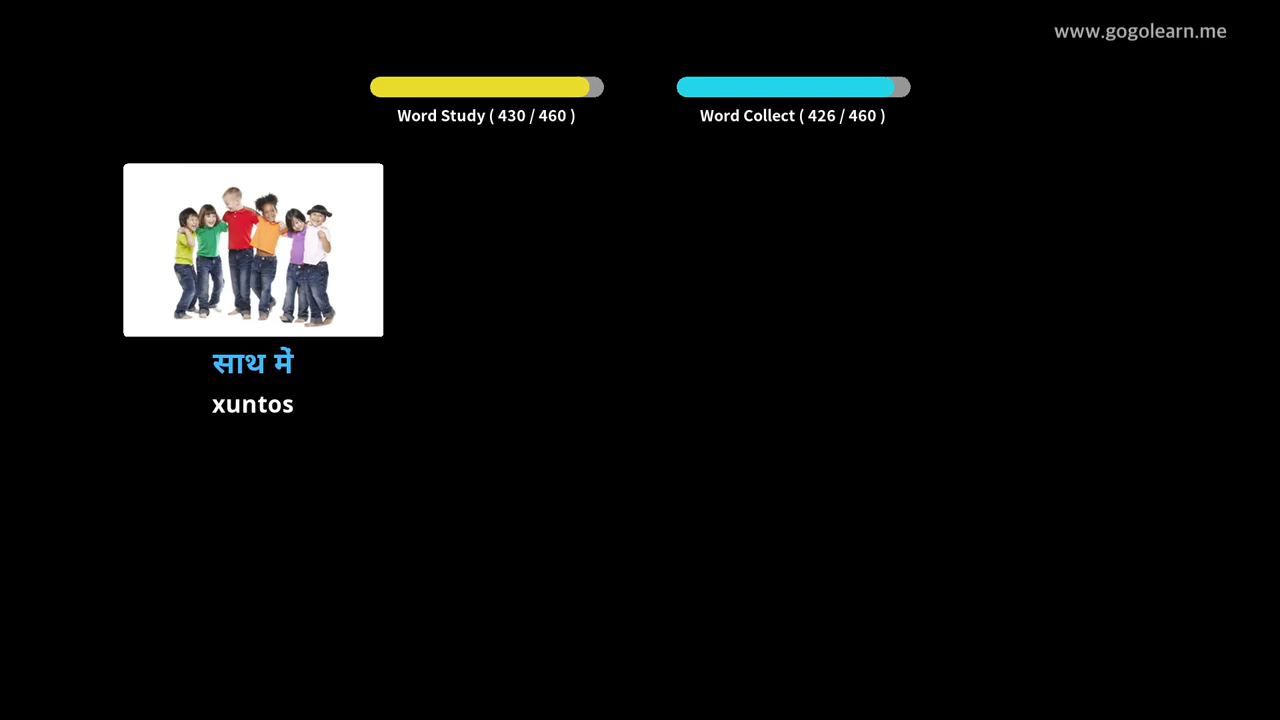 www.gogolearn.me
Word Study ( 430 / 460 )
Word Collect ( 426 / 460 )
साथ में
xuntos